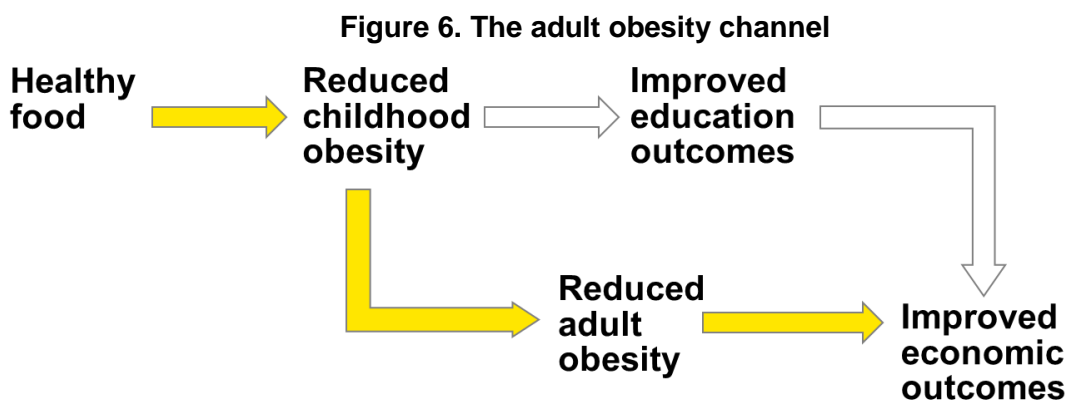 Figure 6. The adult obesity channel
Healthy
food
Reduced
childhood
obesity
Improved
education
outcomes
Reduced
adult
obesity
Improved
economic
outcomes